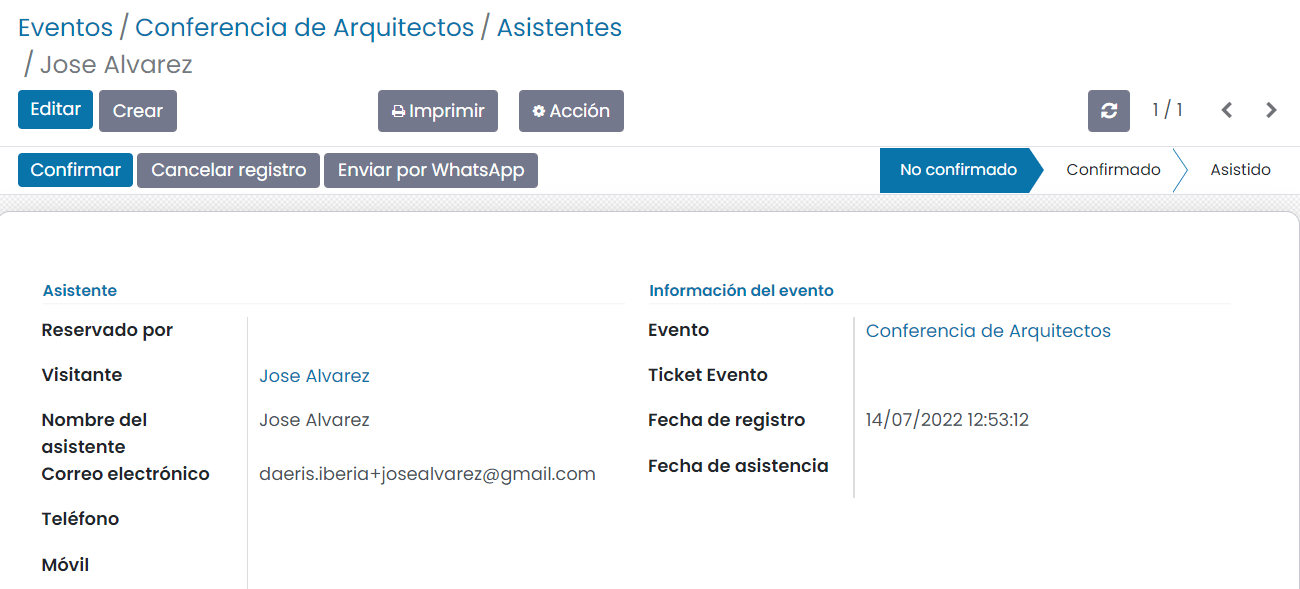 Eventos / Conferencia de Arquitectos / Asistentes
/ Jose Alvarez
Editar Crear Imprimir Acción 1 / 1
Confirmar Cancelar registro Enviar por WhatsApp No confirmado Confirmado Asistido
Asistente
Reservado por
Visitante Jose Alvarez
Nombre del asistente Jose Alvarez
Correo electrónico daeris.iberia+josealvarez@gmail.com
Teléfono
Móvil
Información del evento
Evento Conferencia de Arquitectos
Ticket Evento
Fecha de registro 14/07/2022 12:53:12
Fecha de asistencia